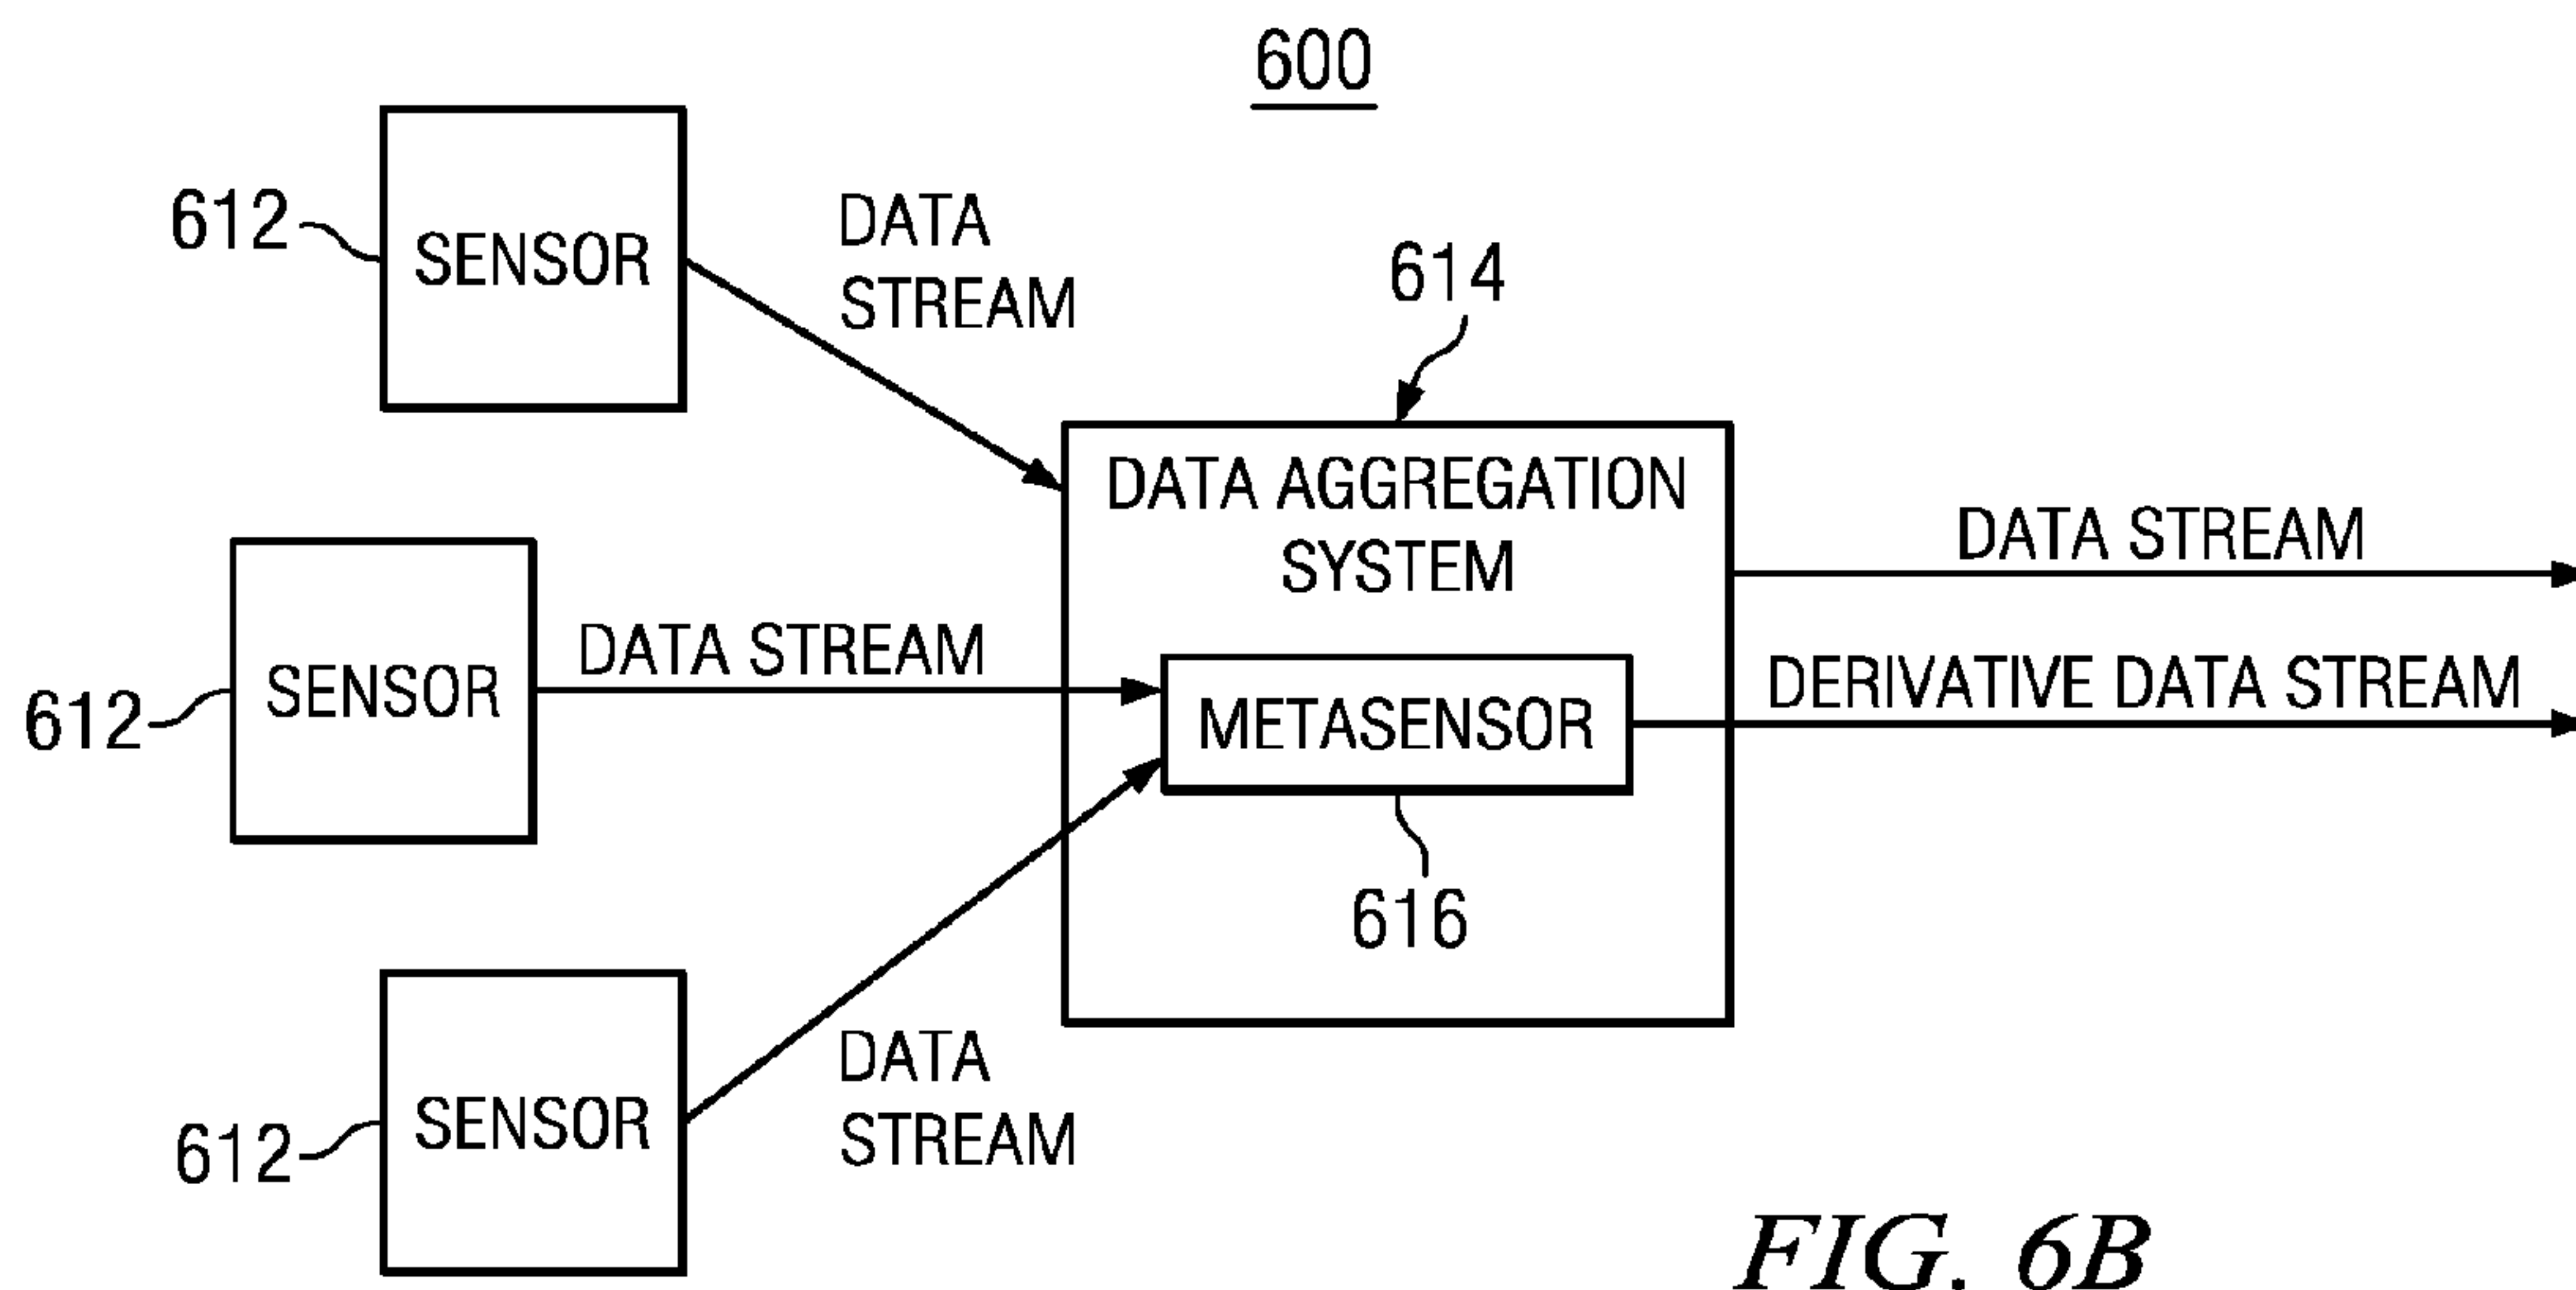 600
612
SENSOR
DATA
STREAM
614
DATA AGGREGATION
SYSTEM
DATA STREAM
612
SENSOR
DATA STREAM
METASENSOR
DERIVATIVE DATA STREAM
616
612
SENSOR
DATA
STREAM
FIG. 6B